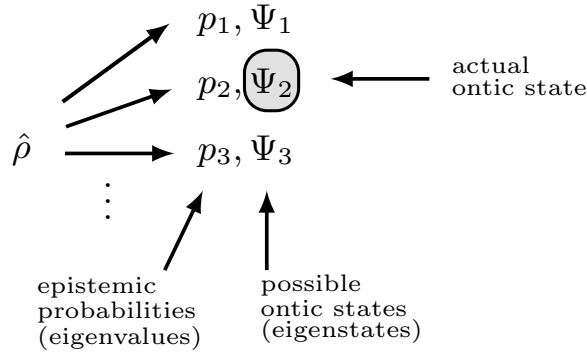 p₁, Ψ₁
p₂, Ψ₂
actual
ontic state
ρ̂
p₃, Ψ₃
⋮
epistemic
probabilities
(eigenvalues)
possible
ontic states
(eigenstates)